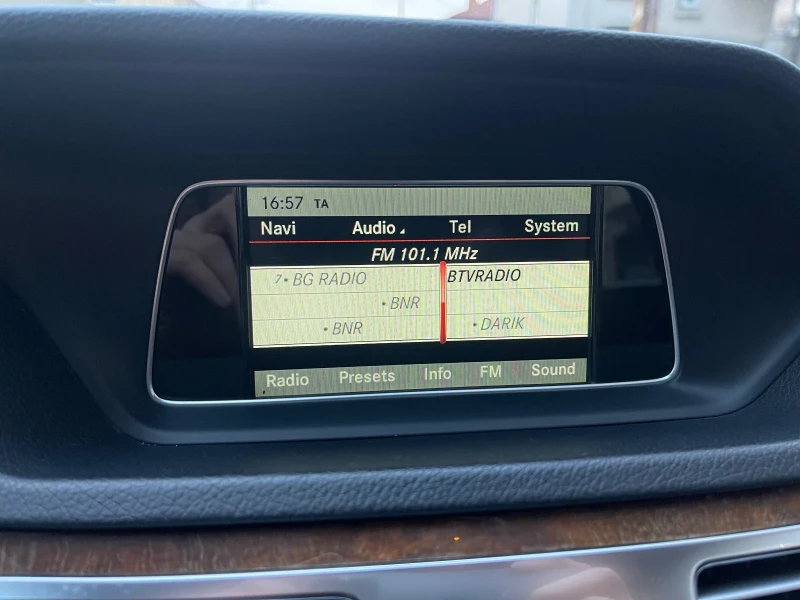 16:57 TA
Navi Audio Tel System
FM 101.1 MHz
7• BG RADIO BTVRADIO
• BNR
• BNR • DARIK
Radio Presets Info FM Sound